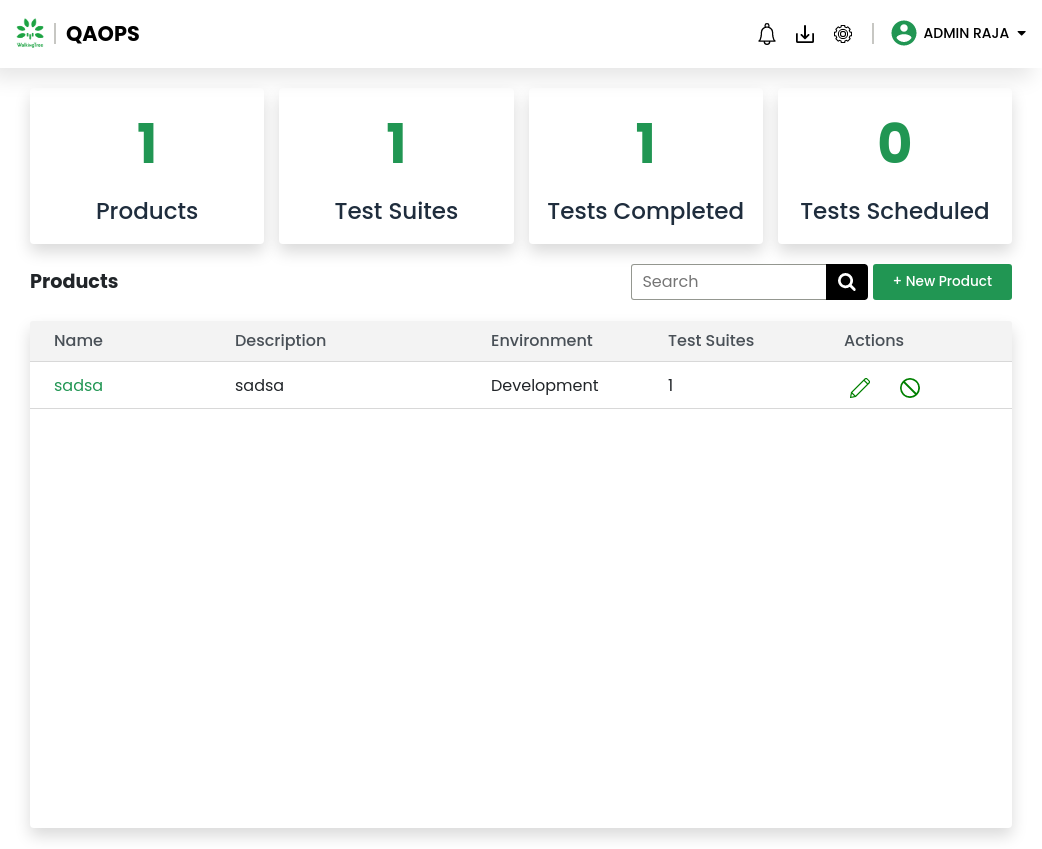 WalkingTree
QAOPS
ADMIN RAJA
1
Products
1
Test Suites
1
Tests Completed
0
Tests Scheduled
Products
Search
+ New Product
Name Description Environment Test Suites Actions
sadsa sadsa Development 1